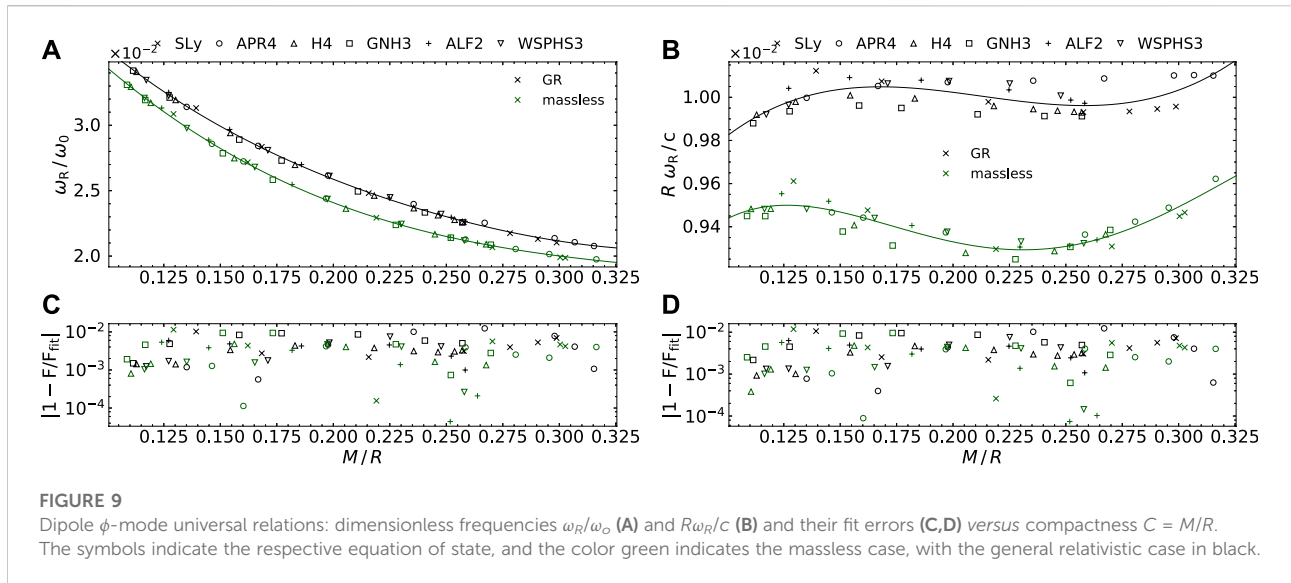 A
B
×10⁻²
× SLy ○ APR4 △ H4 □ GNH3 + ALF2 ▽ WSPHS3
× SLy ○ APR4 △ H4 □ GNH3 + ALF2 ▽ WSPHS3
×10⁻²
ω_R/ω_0
3.0
2.5
2.0
× GR
× massless
0.125 0.150 0.175 0.200 0.225 0.250 0.275 0.300 0.325
R ω_R/c
1.00
0.98
0.96
0.94
× GR
× massless
0.125 0.150 0.175 0.200 0.225 0.250 0.275 0.300 0.325
C
D
|1 − F/F_fit|
10⁻²
10⁻³
10⁻⁴
0.125 0.150 0.175 0.200 0.225 0.250 0.275 0.300 0.325
M/R
|1 − F/F_fit|
10⁻²
10⁻³
10⁻⁴
0.125 0.150 0.175 0.200 0.225 0.250 0.275 0.300 0.325
M/R
FIGURE 9
Dipole ϕ-mode universal relations: dimensionless frequencies ω_R/ω_o (A) and Rω_R/c (B) and their fit errors (C,D) versus compactness C = M/R.
The symbols indicate the respective equation of state, and the color green indicates the massless case, with the general relativistic case in black.